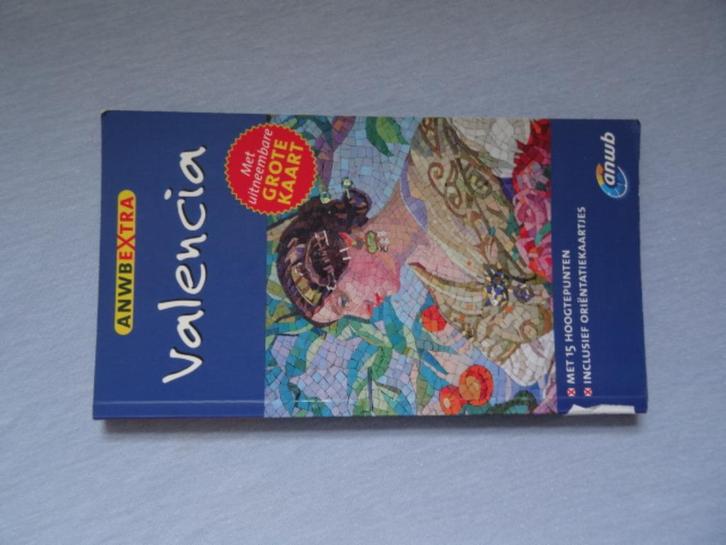 ANWB EXTRA
Valencia
Met
uitneembare
GROTE
KAART
MET 15 HOOGTEPUNTEN
INCLUSIEF ORIËNTATIEKAARTJES
anwb